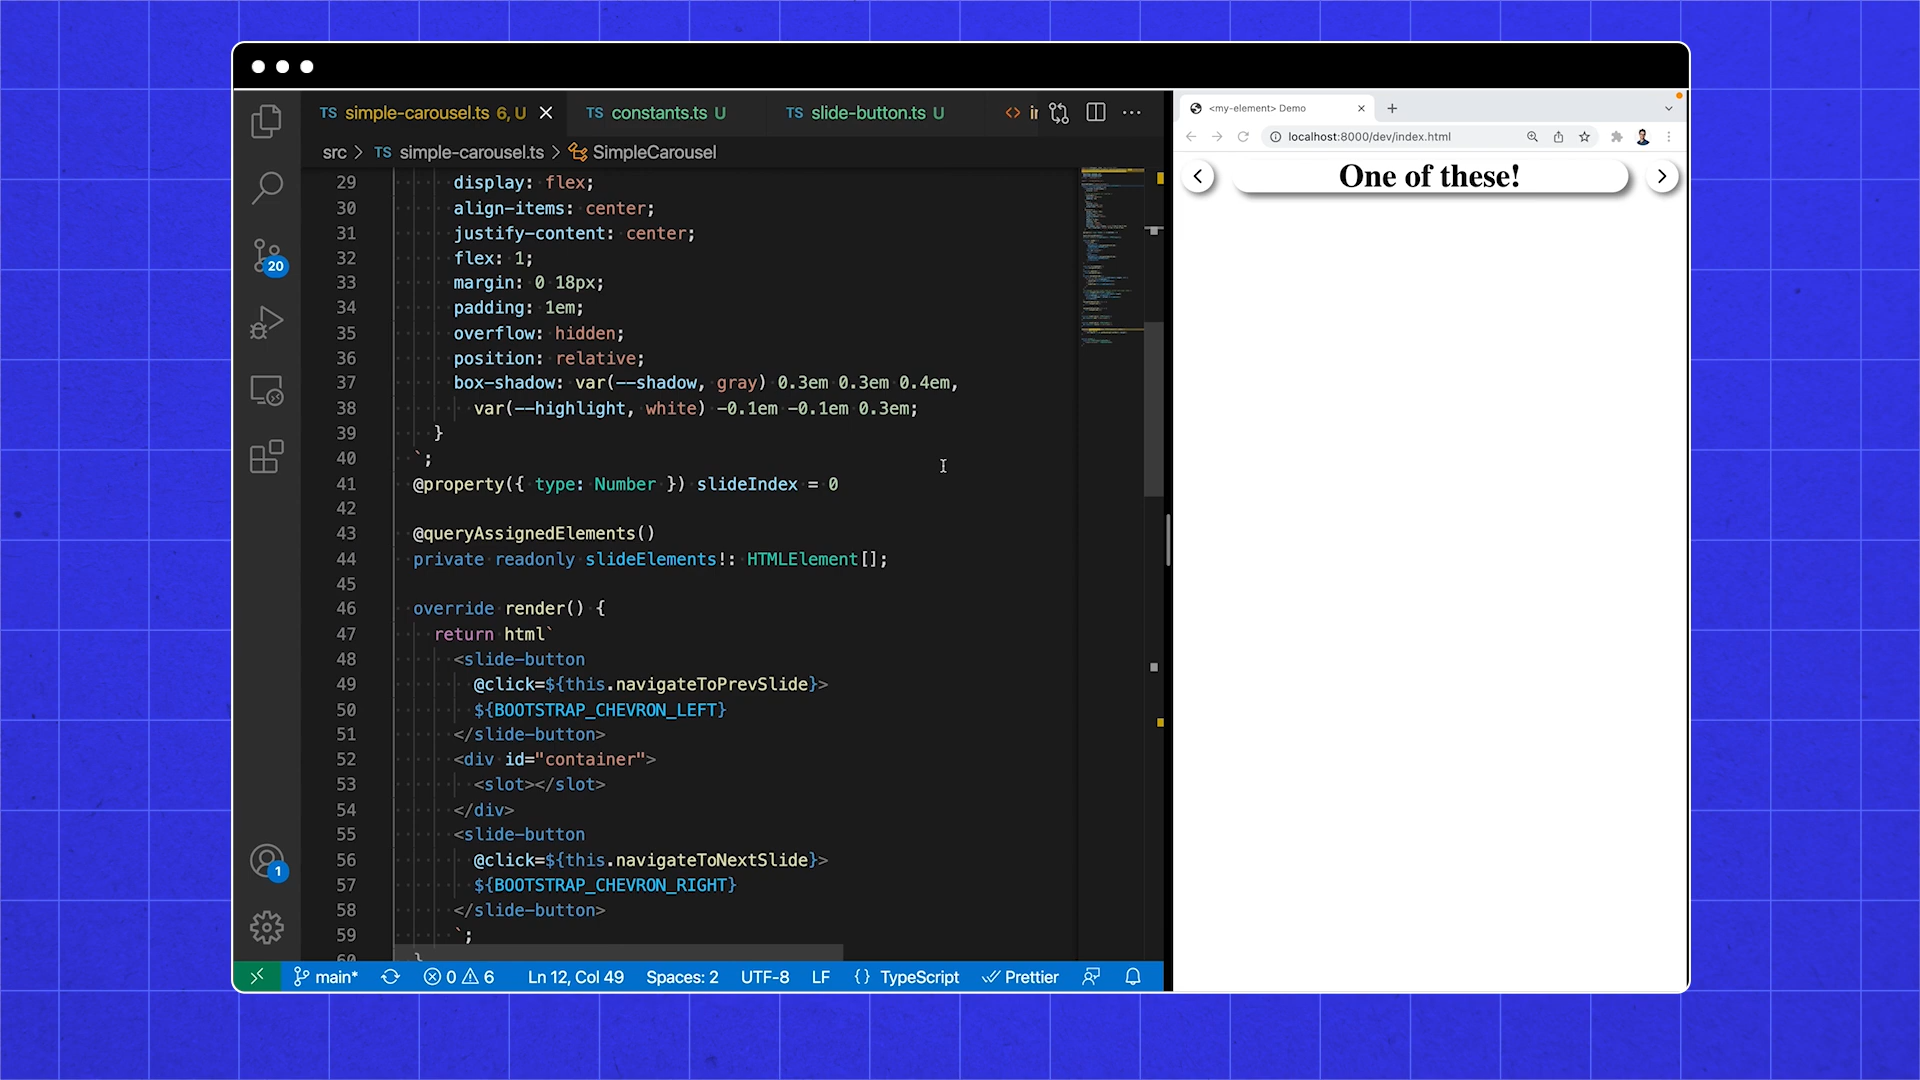 TS simple-carousel.ts 6, U
TS constants.ts U
TS slide-button.ts U
src > TS simple-carousel.ts > SimpleCarousel
29 display: flex;
30 align-items: center;
31 justify-content: center;
32 flex: 1;
33 margin: 0 18px;
34 padding: 1em;
35 overflow: hidden;
36 position: relative;
37 box-shadow: var(--shadow, gray) 0.3em 0.3em 0.4em,
38 var(--highlight, white) -0.1em -0.1em 0.3em;
39 }
40 `;
41 @property({ type: Number }) slideIndex = 0
42
43 @queryAssignedElements()
44 private readonly slideElements!: HTMLElement[];
45
46 override render() {
47 return html`
48 <slide-button
49 @click=${this.navigateToPrevSlide}>
50 ${BOOTSTRAP_CHEVRON_LEFT}
51 </slide-button>
52 <div id="container">
53 <slot></slot>
54 </div>
55 <slide-button
56 @click=${this.navigateToNextSlide}>
57 ${BOOTSTRAP_CHEVRON_RIGHT}
58 </slide-button>
59 `;
60 }
20
1
main* 0 6 Ln 12, Col 49 Spaces: 2 UTF-8 LF {} TypeScript Prettier
<my-element> Demo
localhost:8000/dev/index.html
One of these!